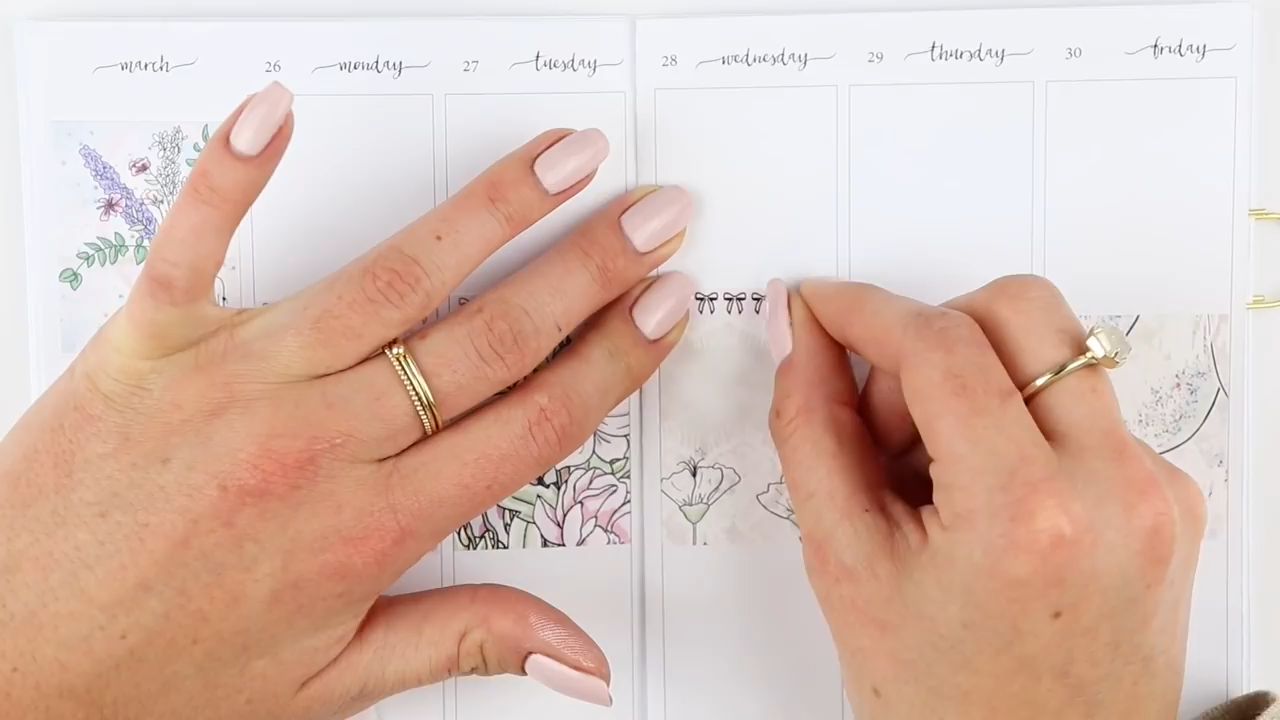 march
26 monday
27 tuesday
28 wednesday
29 thursday
30 friday